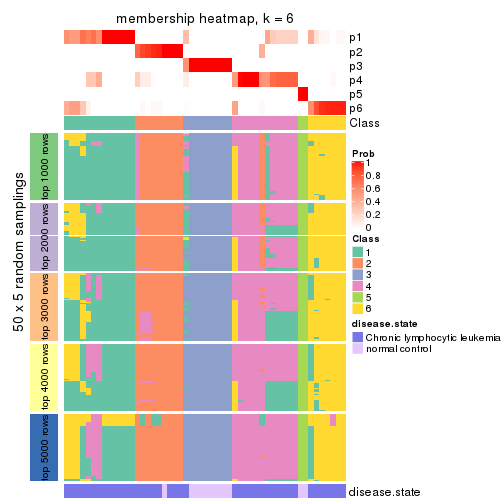 membership heatmap, k = 6
p1
p2
p3
p4
p5
p6
Class
50 x 5 random samplings
top 1000 rows
top 2000 rows
top 3000 rows
top 4000 rows
top 5000 rows
disease.state
Prob
1
0.8
0.6
0.4
0.2
0
Class
1
2
3
4
5
6
disease.state
Chronic lymphocytic leukemia
normal control